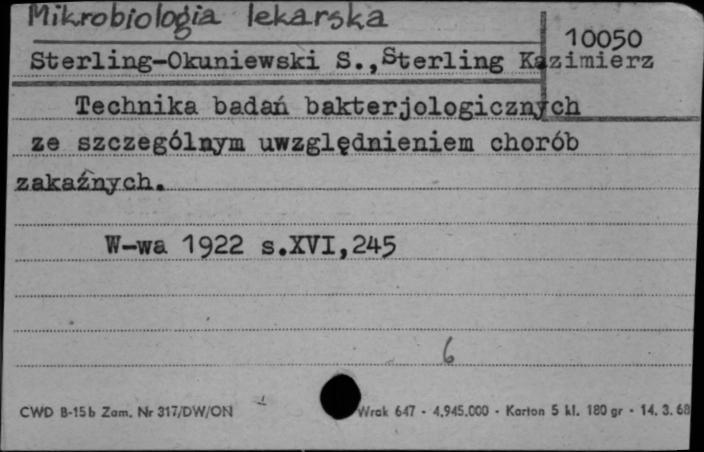 Mikrobiologia lekarska
10050
Sterling-Okuniewski S.,Sterling Kazimierz
Technika badań bakterjologicznych
ze szczególnym uwzględnieniem chorób
zakaźnych.
W-wa 1922 s.XVI,245
6
CWD B-15b Zam. Nr 317/DW/ON Wrak 647 - 4.945.000 - Karton 5 kl. 180 gr - 14. 3. 68